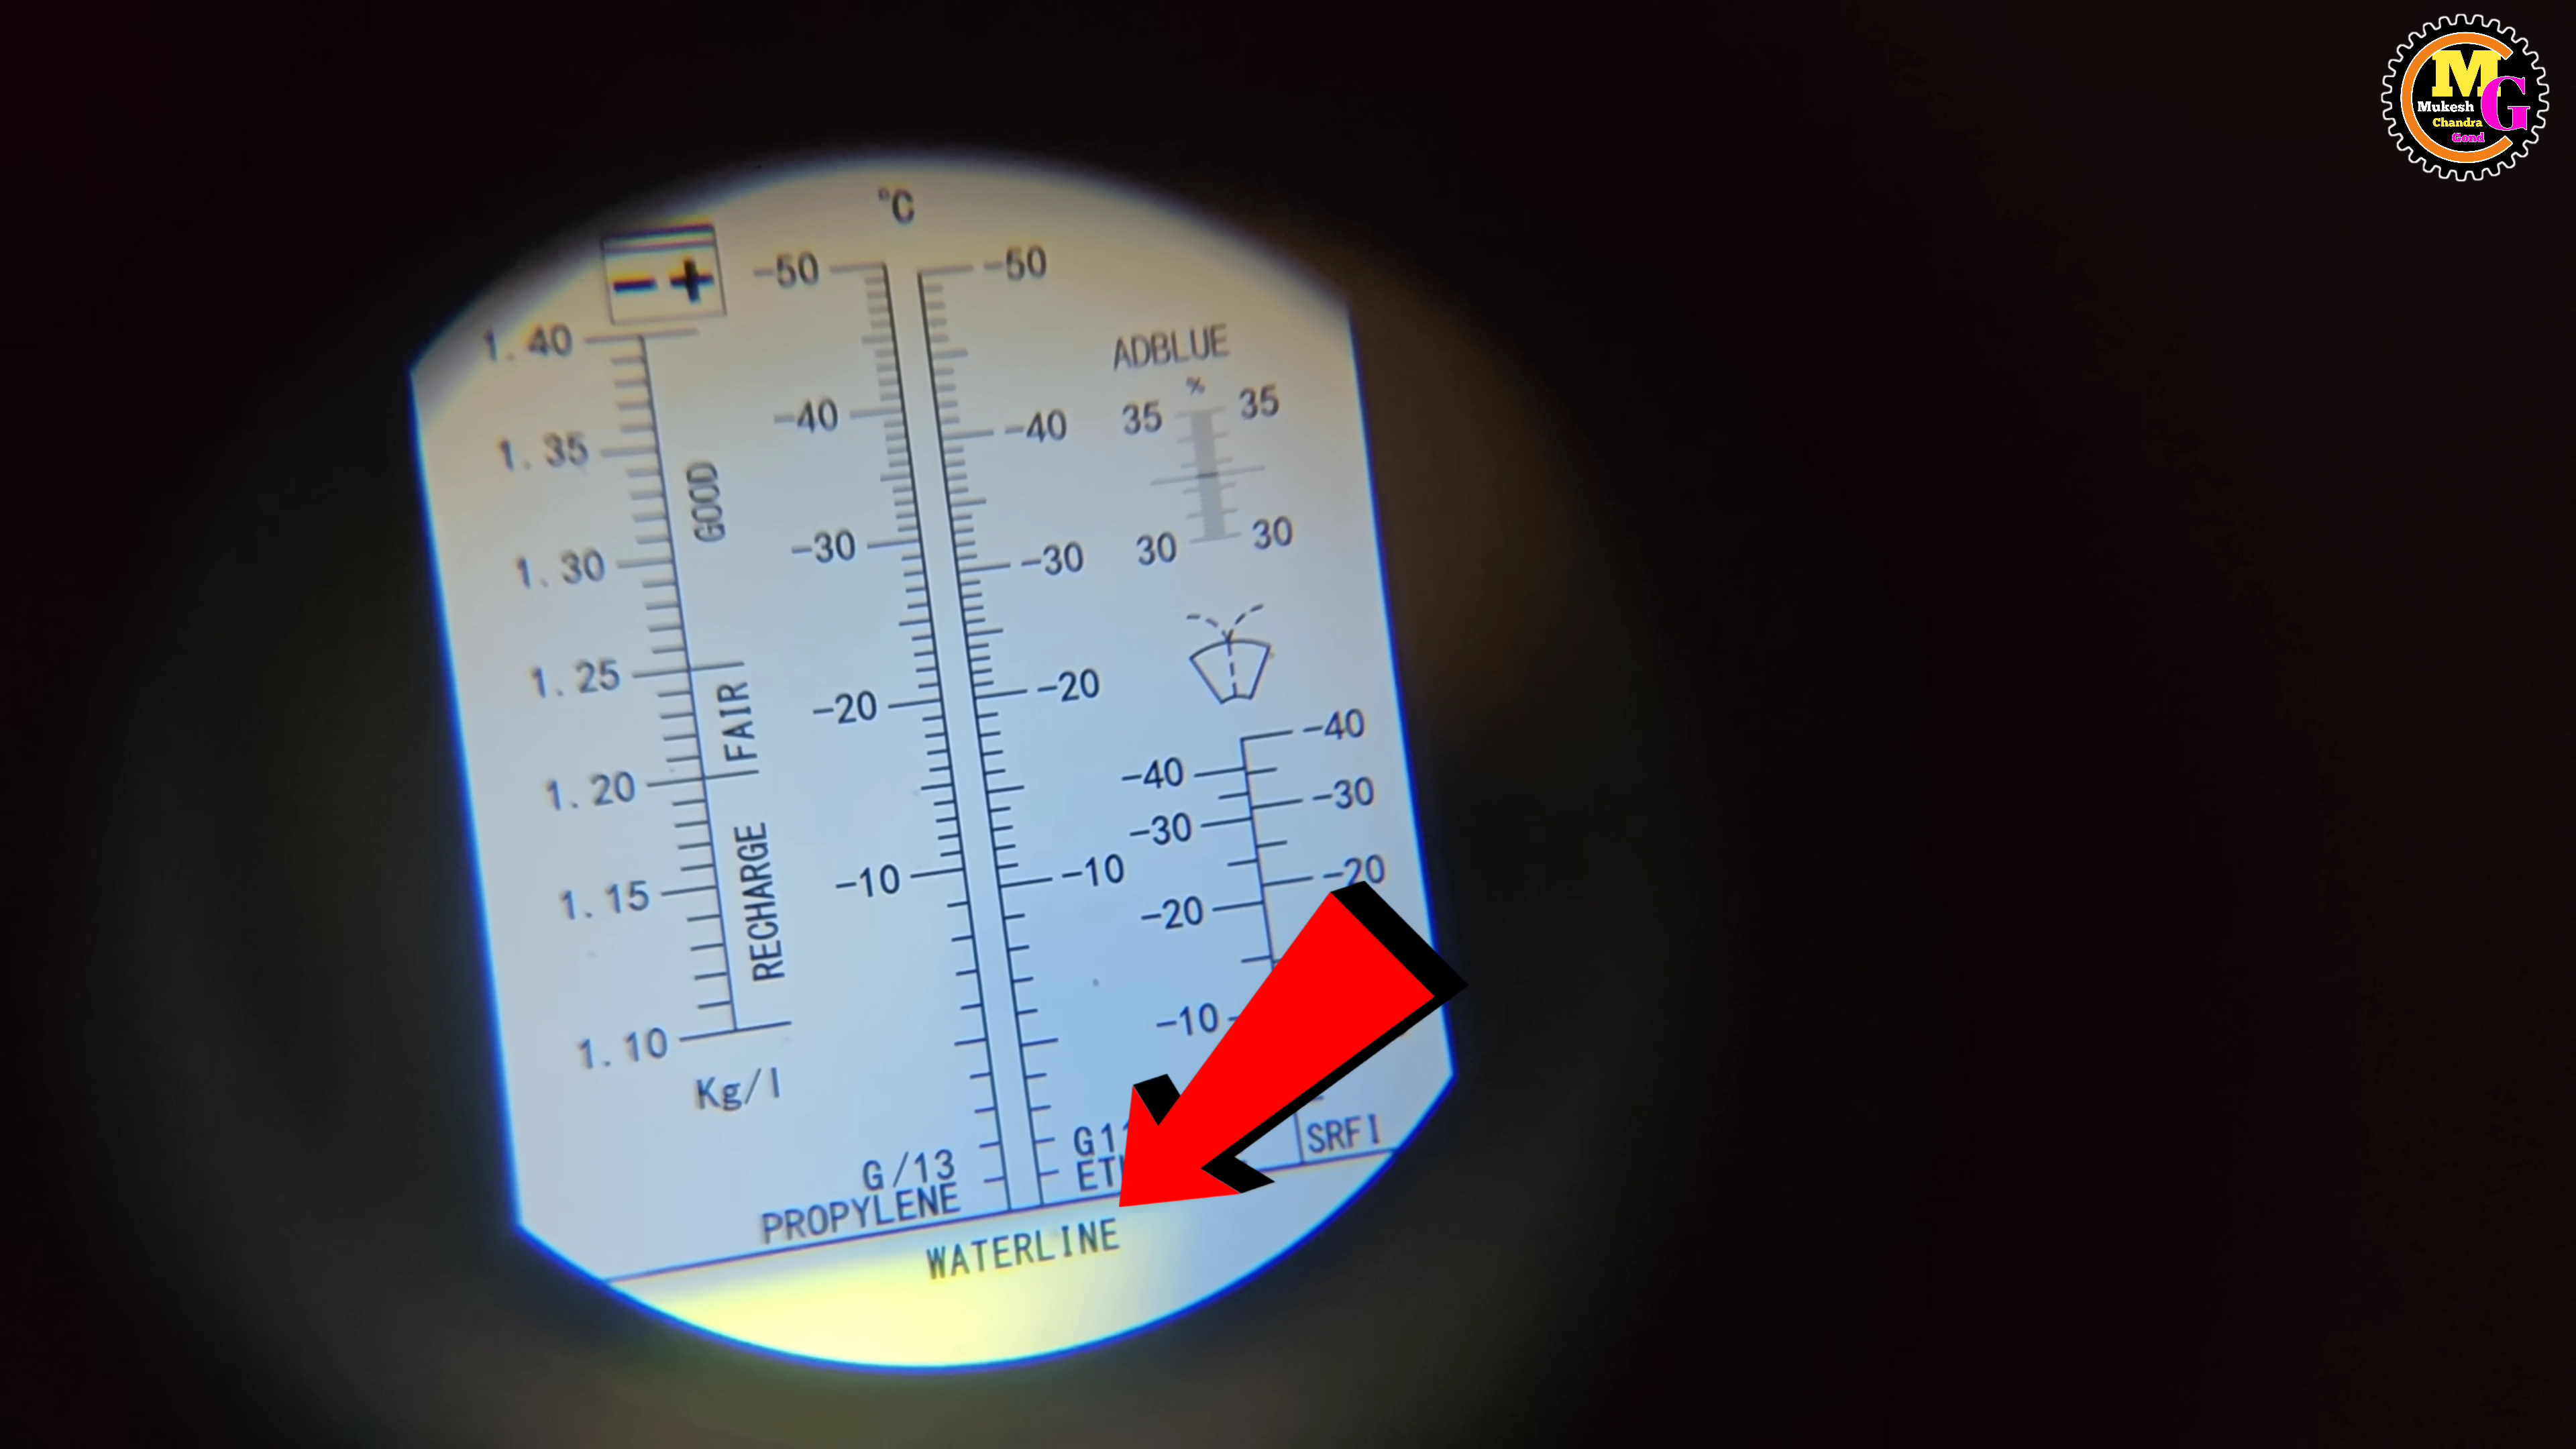 M
G
Mukesh
Chandra
Gond
°C
-50 -50
- +
1.40
ADBLUE
%
35 35
-40 -40
1.35
GOOD
-30 -30
30 30
1.30
1.25
FAIR
-20 -20
-40
-40
1.20
-30
-30
RECHARGE
-10 -10
-20
1.15
-20
-10
1.10
Kg/l
G/13
PROPYLENE
SRFI
WATERLINE